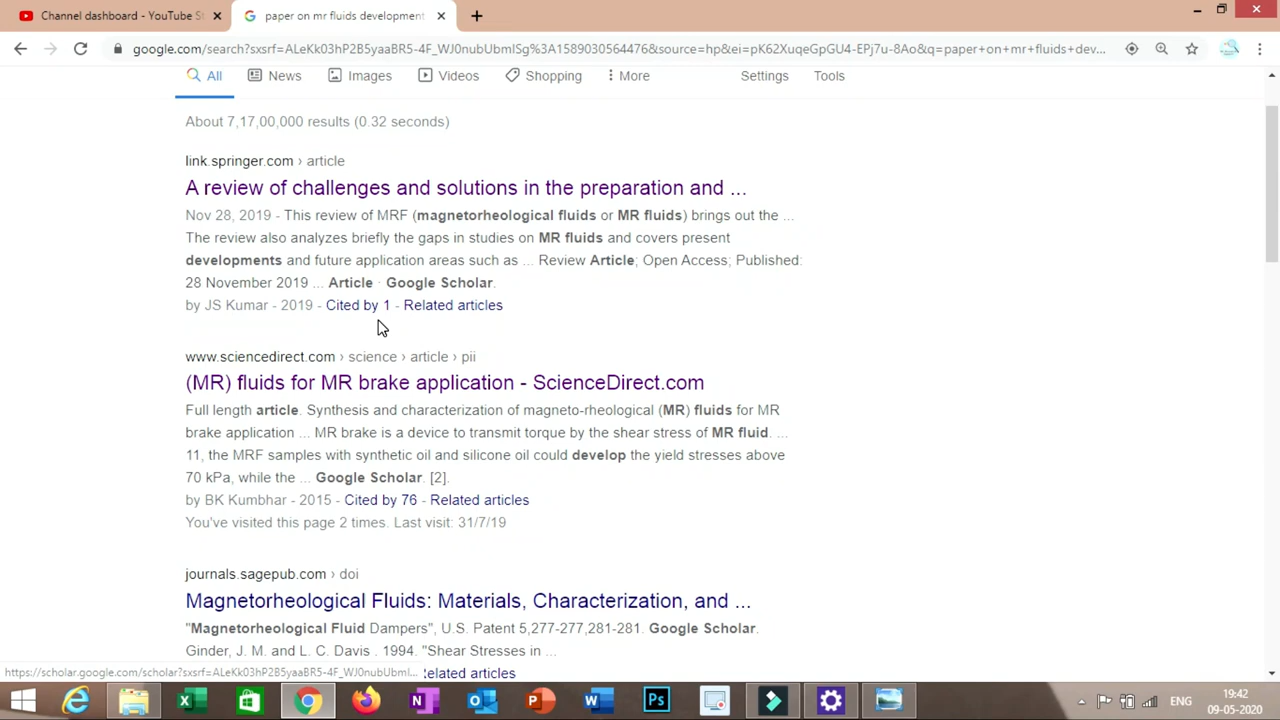 Channel dashboard - YouTube St
paper on mr fluids development
google.com/search?sxsrf=ALeKk03hP2B5yaaBR5-4F_WJ0nubUbmlSg%3A1589030564476&source=hp&ei=pK62XuqeGpGU4-EPj7u-8Ao&q=paper+on+mr+fluids+dev...
All
News
Images
Videos
Shopping
More
Settings
Tools
About 7,17,00,000 results (0.32 seconds)
link.springer.com › article
A review of challenges and solutions in the preparation and ...
Nov 28, 2019 - This review of MRF (magnetorheological fluids or MR fluids) brings out the ...
The review also analyzes briefly the gaps in studies on MR fluids and covers present
developments and future application areas such as ... Review Article; Open Access; Published:
28 November 2019 ... Article · Google Scholar.
by JS Kumar - 2019 - Cited by 1 - Related articles
www.sciencedirect.com › science › article › pii
(MR) fluids for MR brake application - ScienceDirect.com
Full length article. Synthesis and characterization of magneto-rheological (MR) fluids for MR
brake application ... MR brake is a device to transmit torque by the shear stress of MR fluid. ...
11, the MRF samples with synthetic oil and silicone oil could develop the yield stresses above
70 kPa, while the ... Google Scholar. [2].
by BK Kumbhar - 2015 - Cited by 76 - Related articles
You've visited this page 2 times. Last visit: 31/7/19
journals.sagepub.com › doi
Magnetorheological Fluids: Materials, Characterization, and ...
"Magnetorheological Fluid Dampers", U.S. Patent 5,277-277,281-281. Google Scholar.
Ginder, J. M. and L. C. Davis . 1994. "Shear Stresses in ...
https://scholar.google.com/scholar?sxsrf=ALeKk03hP2B5yaaBR5-4F_WJ0nubUbml...
elated articles
ENG
19:42
09-05-2020